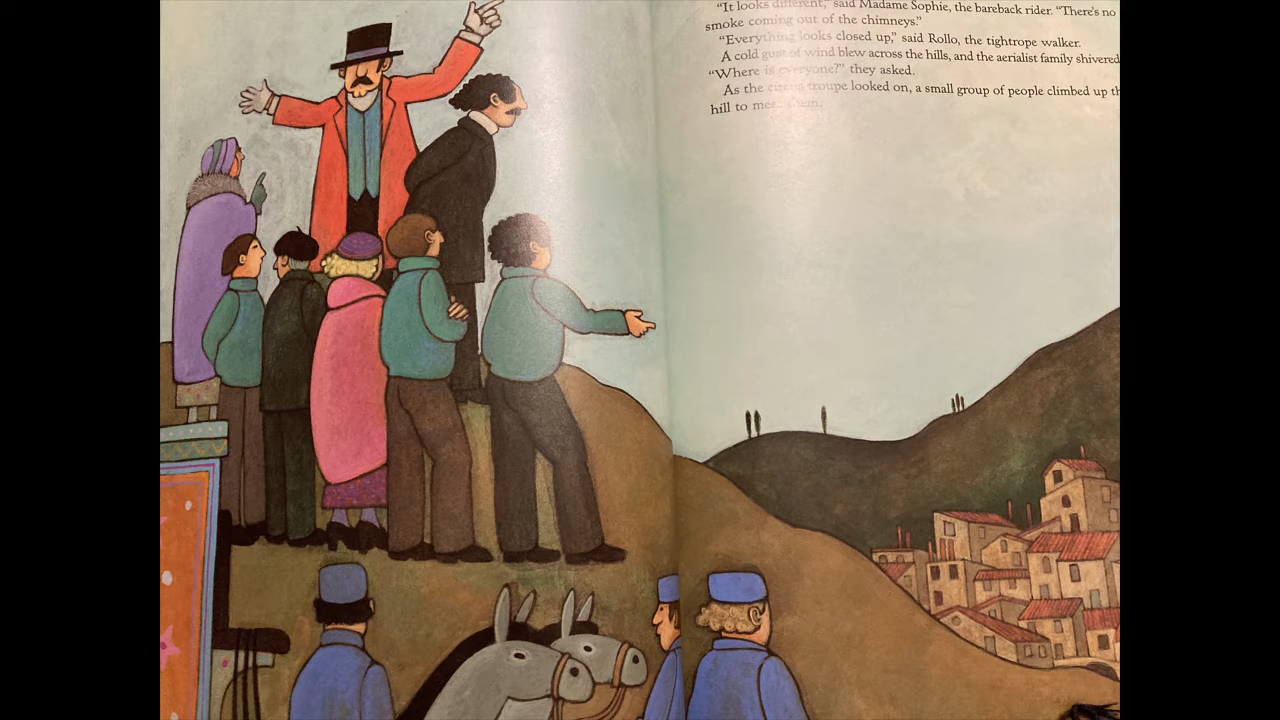 "It looks different," said Madame Sophie, the bareback rider. "There's no
smoke coming out of the chimneys."
"Everything looks closed up," said Rollo, the tightrope walker.
A cold gust of wind blew across the hills, and the aerialist family shivered
"Where is everyone?" they asked.
As the circus troupe looked on, a small group of people climbed up th
hill to meet them.